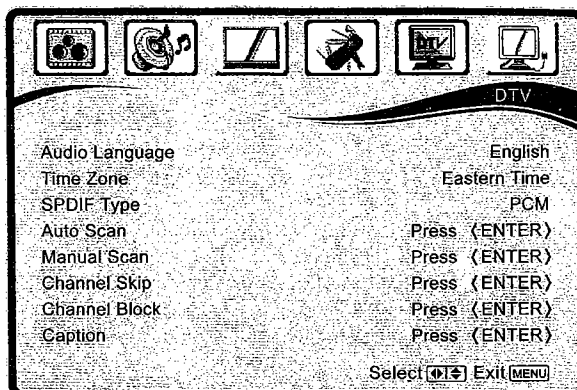 DTV
DTV
Audio Language English
Time Zone Eastern Time
SPDIF Type PCM
Auto Scan Press ⟨ENTER⟩
Manual Scan Press ⟨ENTER⟩
Channel Skip Press ⟨ENTER⟩
Channel Block Press ⟨ENTER⟩
Caption Press ⟨ENTER⟩
Select Exit MENU